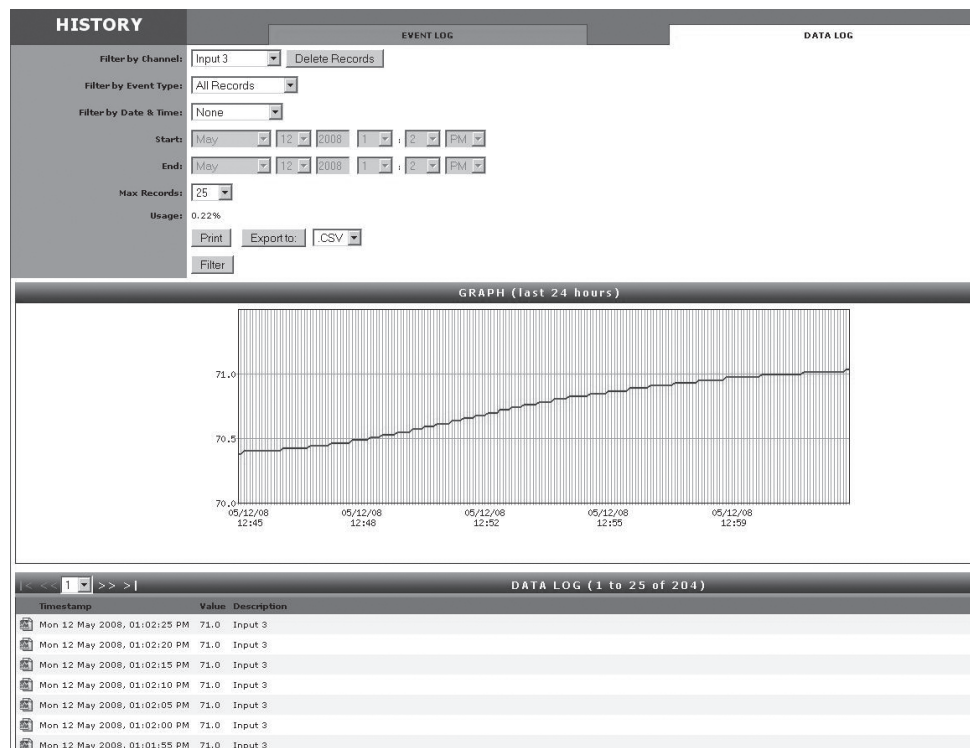 HISTORY
EVENT LOG
DATA LOG
Filter by Channel: Input 3 Delete Records
Filter by Event Type: All Records
Filter by Date & Time: None
Start: May 12 2008 1 : 2 PM
End: May 12 2008 1 : 2 PM
Max Records: 25
Usage: 0.22%
Print Export to: .CSV
Filter
GRAPH (last 24 hours)
71.0
70.5
70.0
05/12/08 05/12/08 05/12/08 05/12/08 05/12/08
12:45 12:48 12:52 12:55 12:59
|< << 1 >> >| DATA LOG (1 to 25 of 204)
Timestamp Value Description
Mon 12 May 2008, 01:02:25 PM 71.0 Input 3
Mon 12 May 2008, 01:02:20 PM 71.0 Input 3
Mon 12 May 2008, 01:02:15 PM 71.0 Input 3
Mon 12 May 2008, 01:02:10 PM 71.0 Input 3
Mon 12 May 2008, 01:02:05 PM 71.0 Input 3
Mon 12 May 2008, 01:02:00 PM 71.0 Input 3
Mon 12 May 2008, 01:01:55 PM 71.0 Input 3